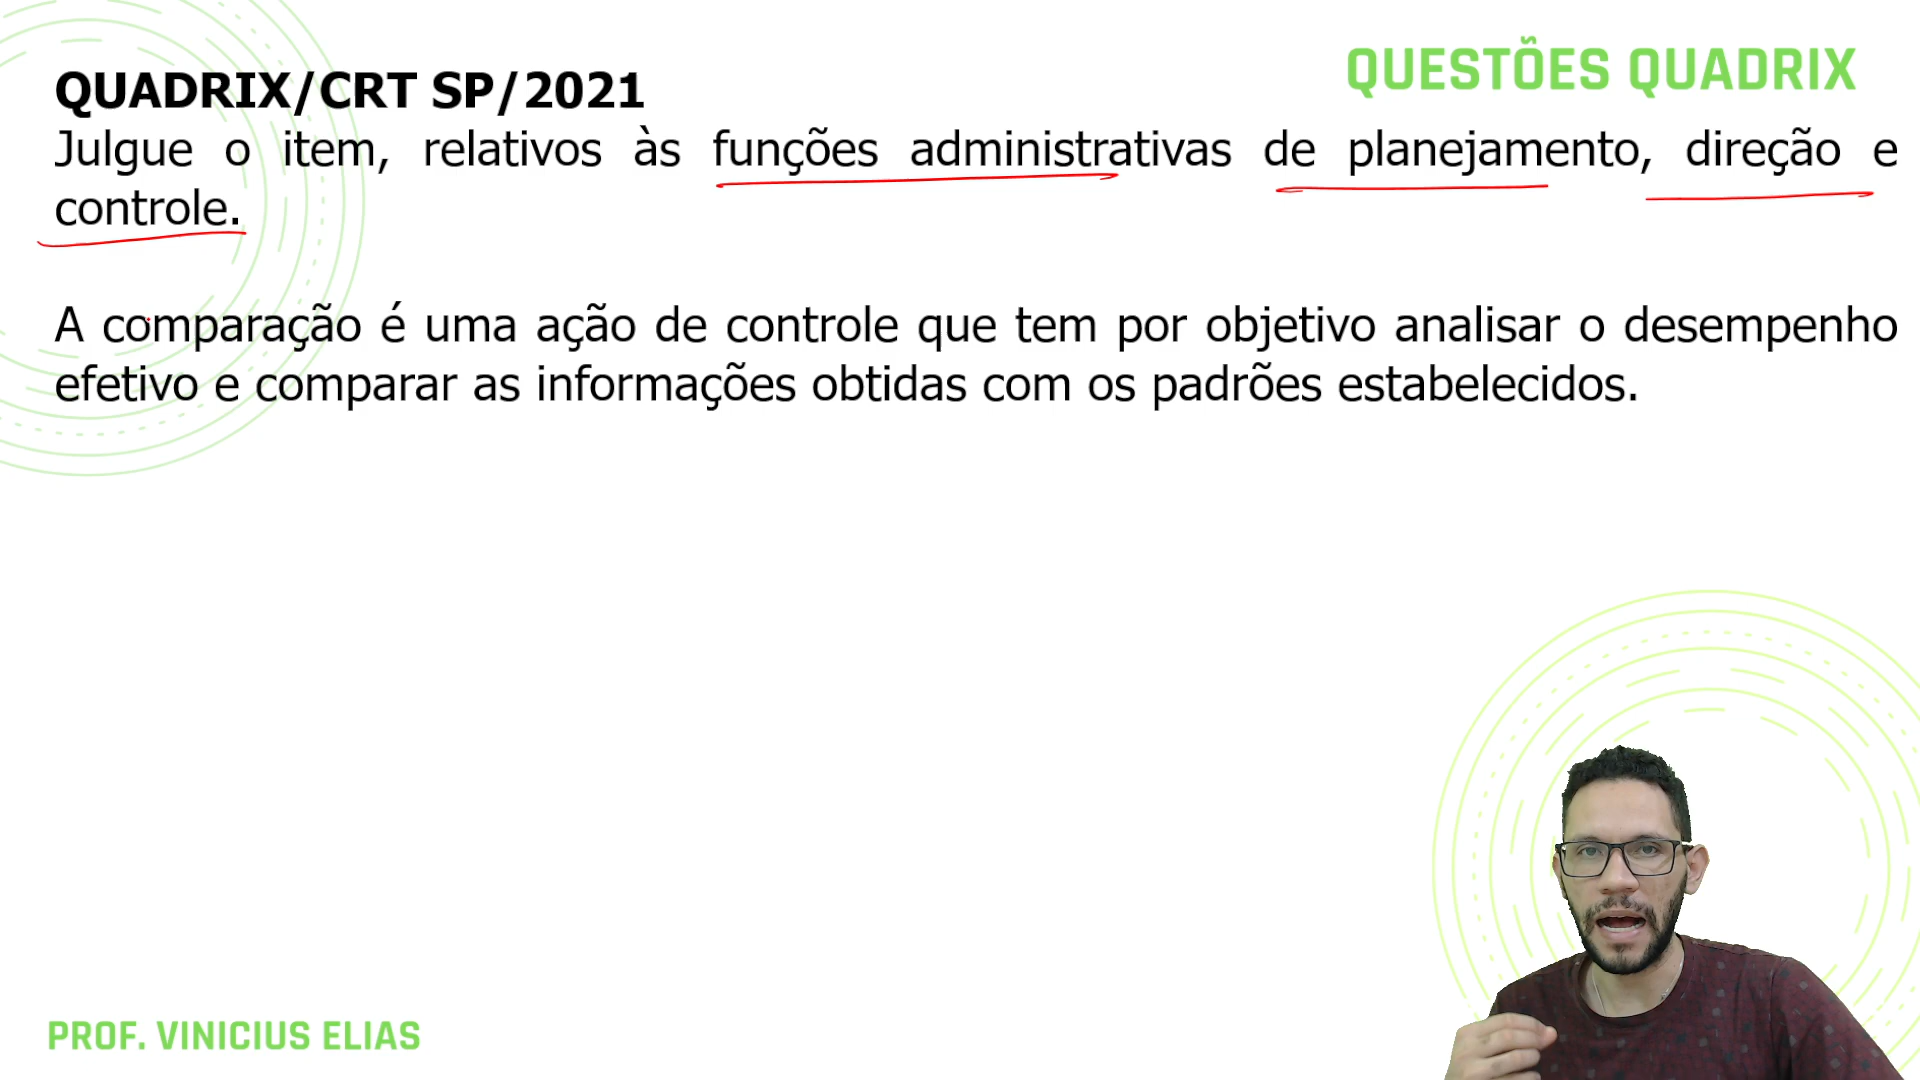 QUESTÕES QUADRIX
QUADRIX/CRT SP/2021
Julgue o item, relativos às funções administrativas de planejamento, direção e
controle.
A comparação é uma ação de controle que tem por objetivo analisar o desempenho
efetivo e comparar as informações obtidas com os padrões estabelecidos.
PROF. VINICIUS ELIAS